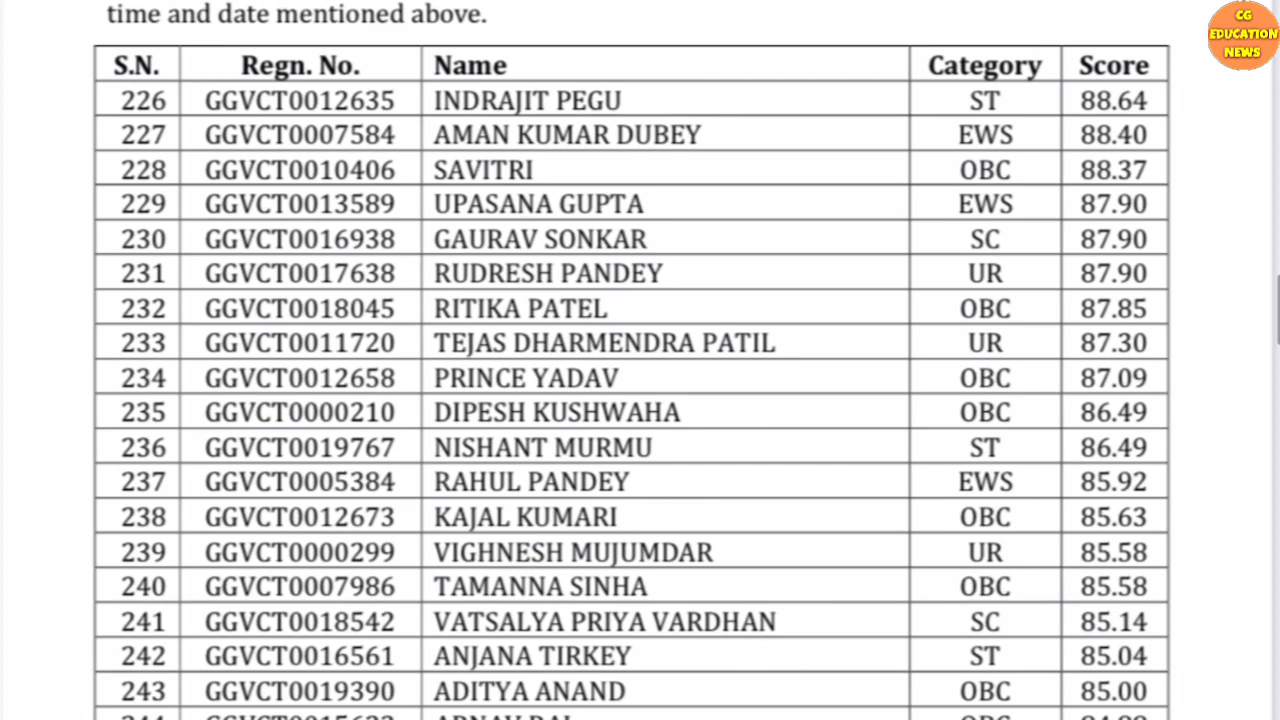 time and date mentioned above.
CG
EDUCATION
NEWS
S.N. Regn. No. Name Category Score
226 GGVCT0012635 INDRAJIT PEGU ST 88.64
227 GGVCT0007584 AMAN KUMAR DUBEY EWS 88.40
228 GGVCT0010406 SAVITRI OBC 88.37
229 GGVCT0013589 UPASANA GUPTA EWS 87.90
230 GGVCT0016938 GAURAV SONKAR SC 87.90
231 GGVCT0017638 RUDRESH PANDEY UR 87.90
232 GGVCT0018045 RITIKA PATEL OBC 87.85
233 GGVCT0011720 TEJAS DHARMENDRA PATIL UR 87.30
234 GGVCT0012658 PRINCE YADAV OBC 87.09
235 GGVCT0000210 DIPESH KUSHWAHA OBC 86.49
236 GGVCT0019767 NISHANT MURMU ST 86.49
237 GGVCT0005384 RAHUL PANDEY EWS 85.92
238 GGVCT0012673 KAJAL KUMARI OBC 85.63
239 GGVCT0000299 VIGHNESH MUJUMDAR UR 85.58
240 GGVCT0007986 TAMANNA SINHA OBC 85.58
241 GGVCT0018542 VATSALYA PRIYA VARDHAN SC 85.14
242 GGVCT0016561 ANJANA TIRKEY ST 85.04
243 GGVCT0019390 ADITYA ANAND OBC 85.00